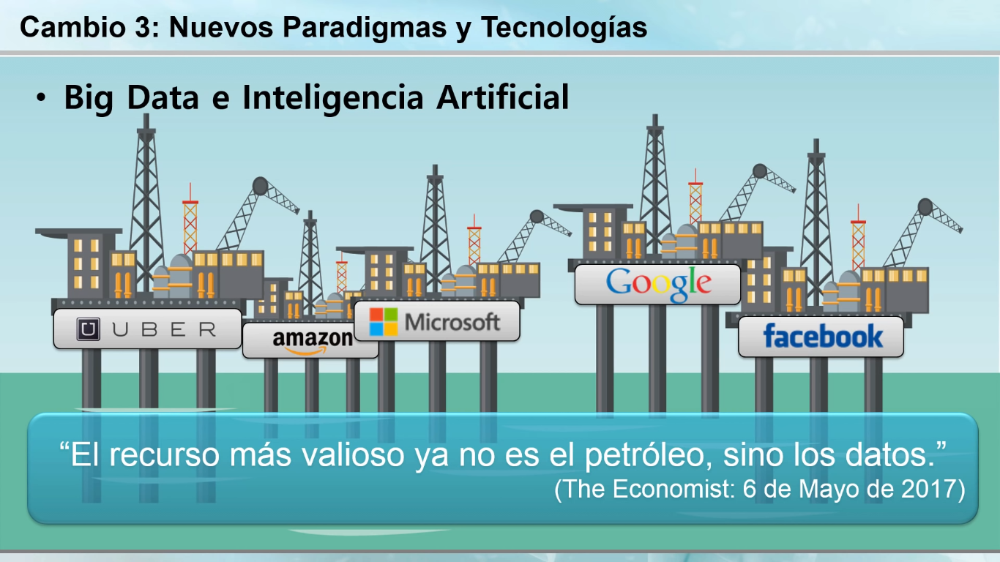 Cambio 3: Nuevos Paradigmas y Tecnologías
• Big Data e Inteligencia Artificial
UBER
amazon
Microsoft
Google
facebook
“El recurso más valioso ya no es el petróleo, sino los datos.”
(The Economist: 6 de Mayo de 2017)